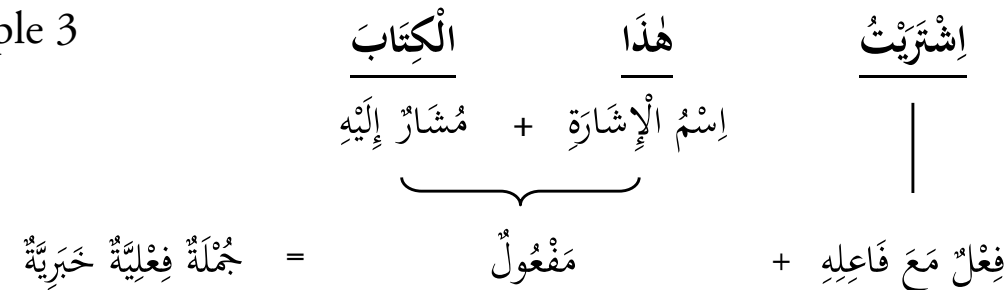 ple 3
اِشْتَرَيْتُ هٰذَا الْكِتَابَ
اِسْمُ الْإِشَارَةِ + مُشَارٌ إِلَيْهِ
فِعْلٌ مَعَ فَاعِلِهِ + مَفْعُولٌ = جُمْلَةٌ فِعْلِيَّةٌ خَبَرِيَّةٌ